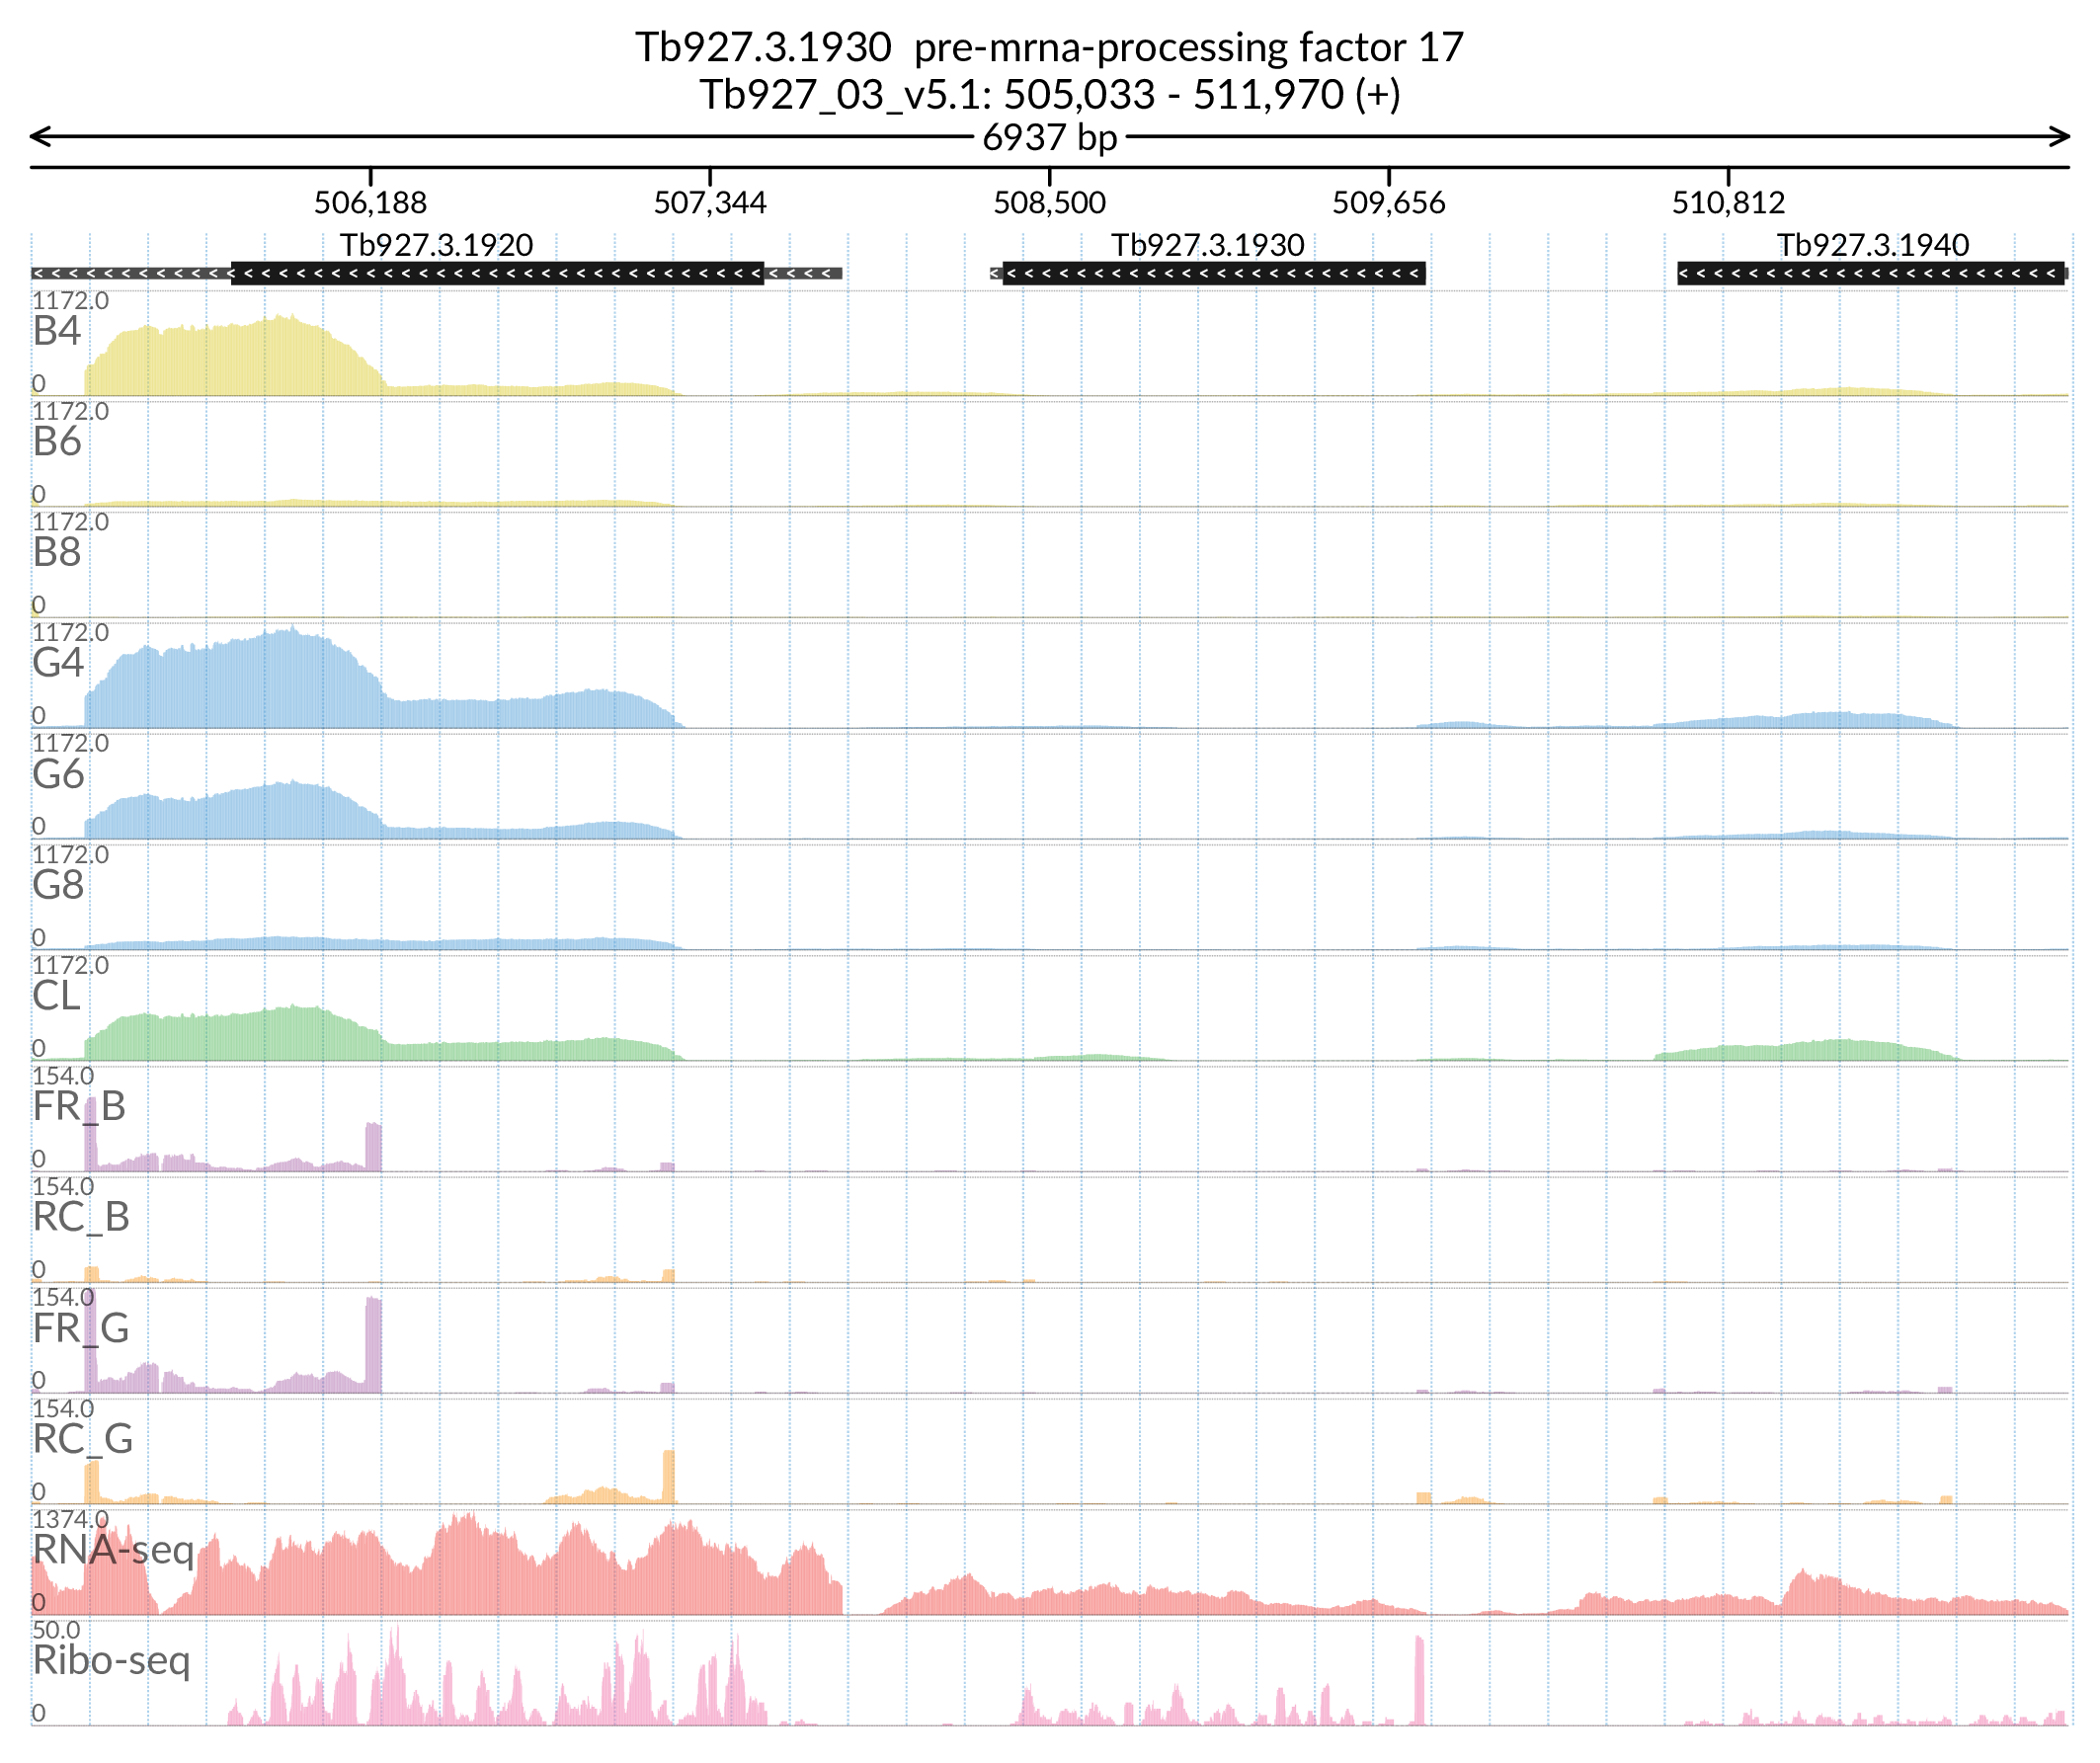 Tb927.3.1930 pre-mrna-processing factor 17
Tb927_03_v5.1: 505,033 - 511,970 (+)
6937 bp
506,188 507,344 508,500 509,656 510,812
Tb927.3.1920 Tb927.3.1930 Tb927.3.1940
1172.0
B4
0
1172.0
B6
0
1172.0
B8
0
1172.0
G4
0
1172.0
G6
0
1172.0
G8
0
1172.0
CL
0
154.0
FR_B
0
154.0
RC_B
0
154.0
FR_G
0
154.0
RC_G
0
1374.0
RNA-seq
0
50.0
Ribo-seq
0